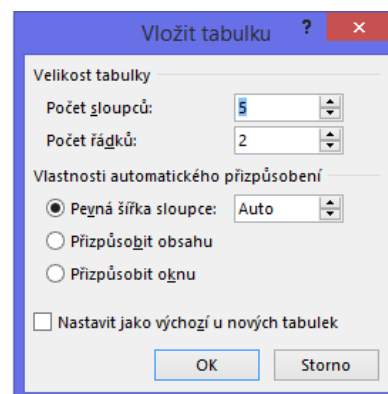 Vložit tabulku ? ×
Velikost tabulky
Počet sloupců: 5
Počet řádků: 2
Vlastnosti automatického přizpůsobení
Pevná šířka sloupce: Auto
Přizpůsobit obsahu
Přizpůsobit oknu
Nastavit jako výchozí u nových tabulek
OK Storno